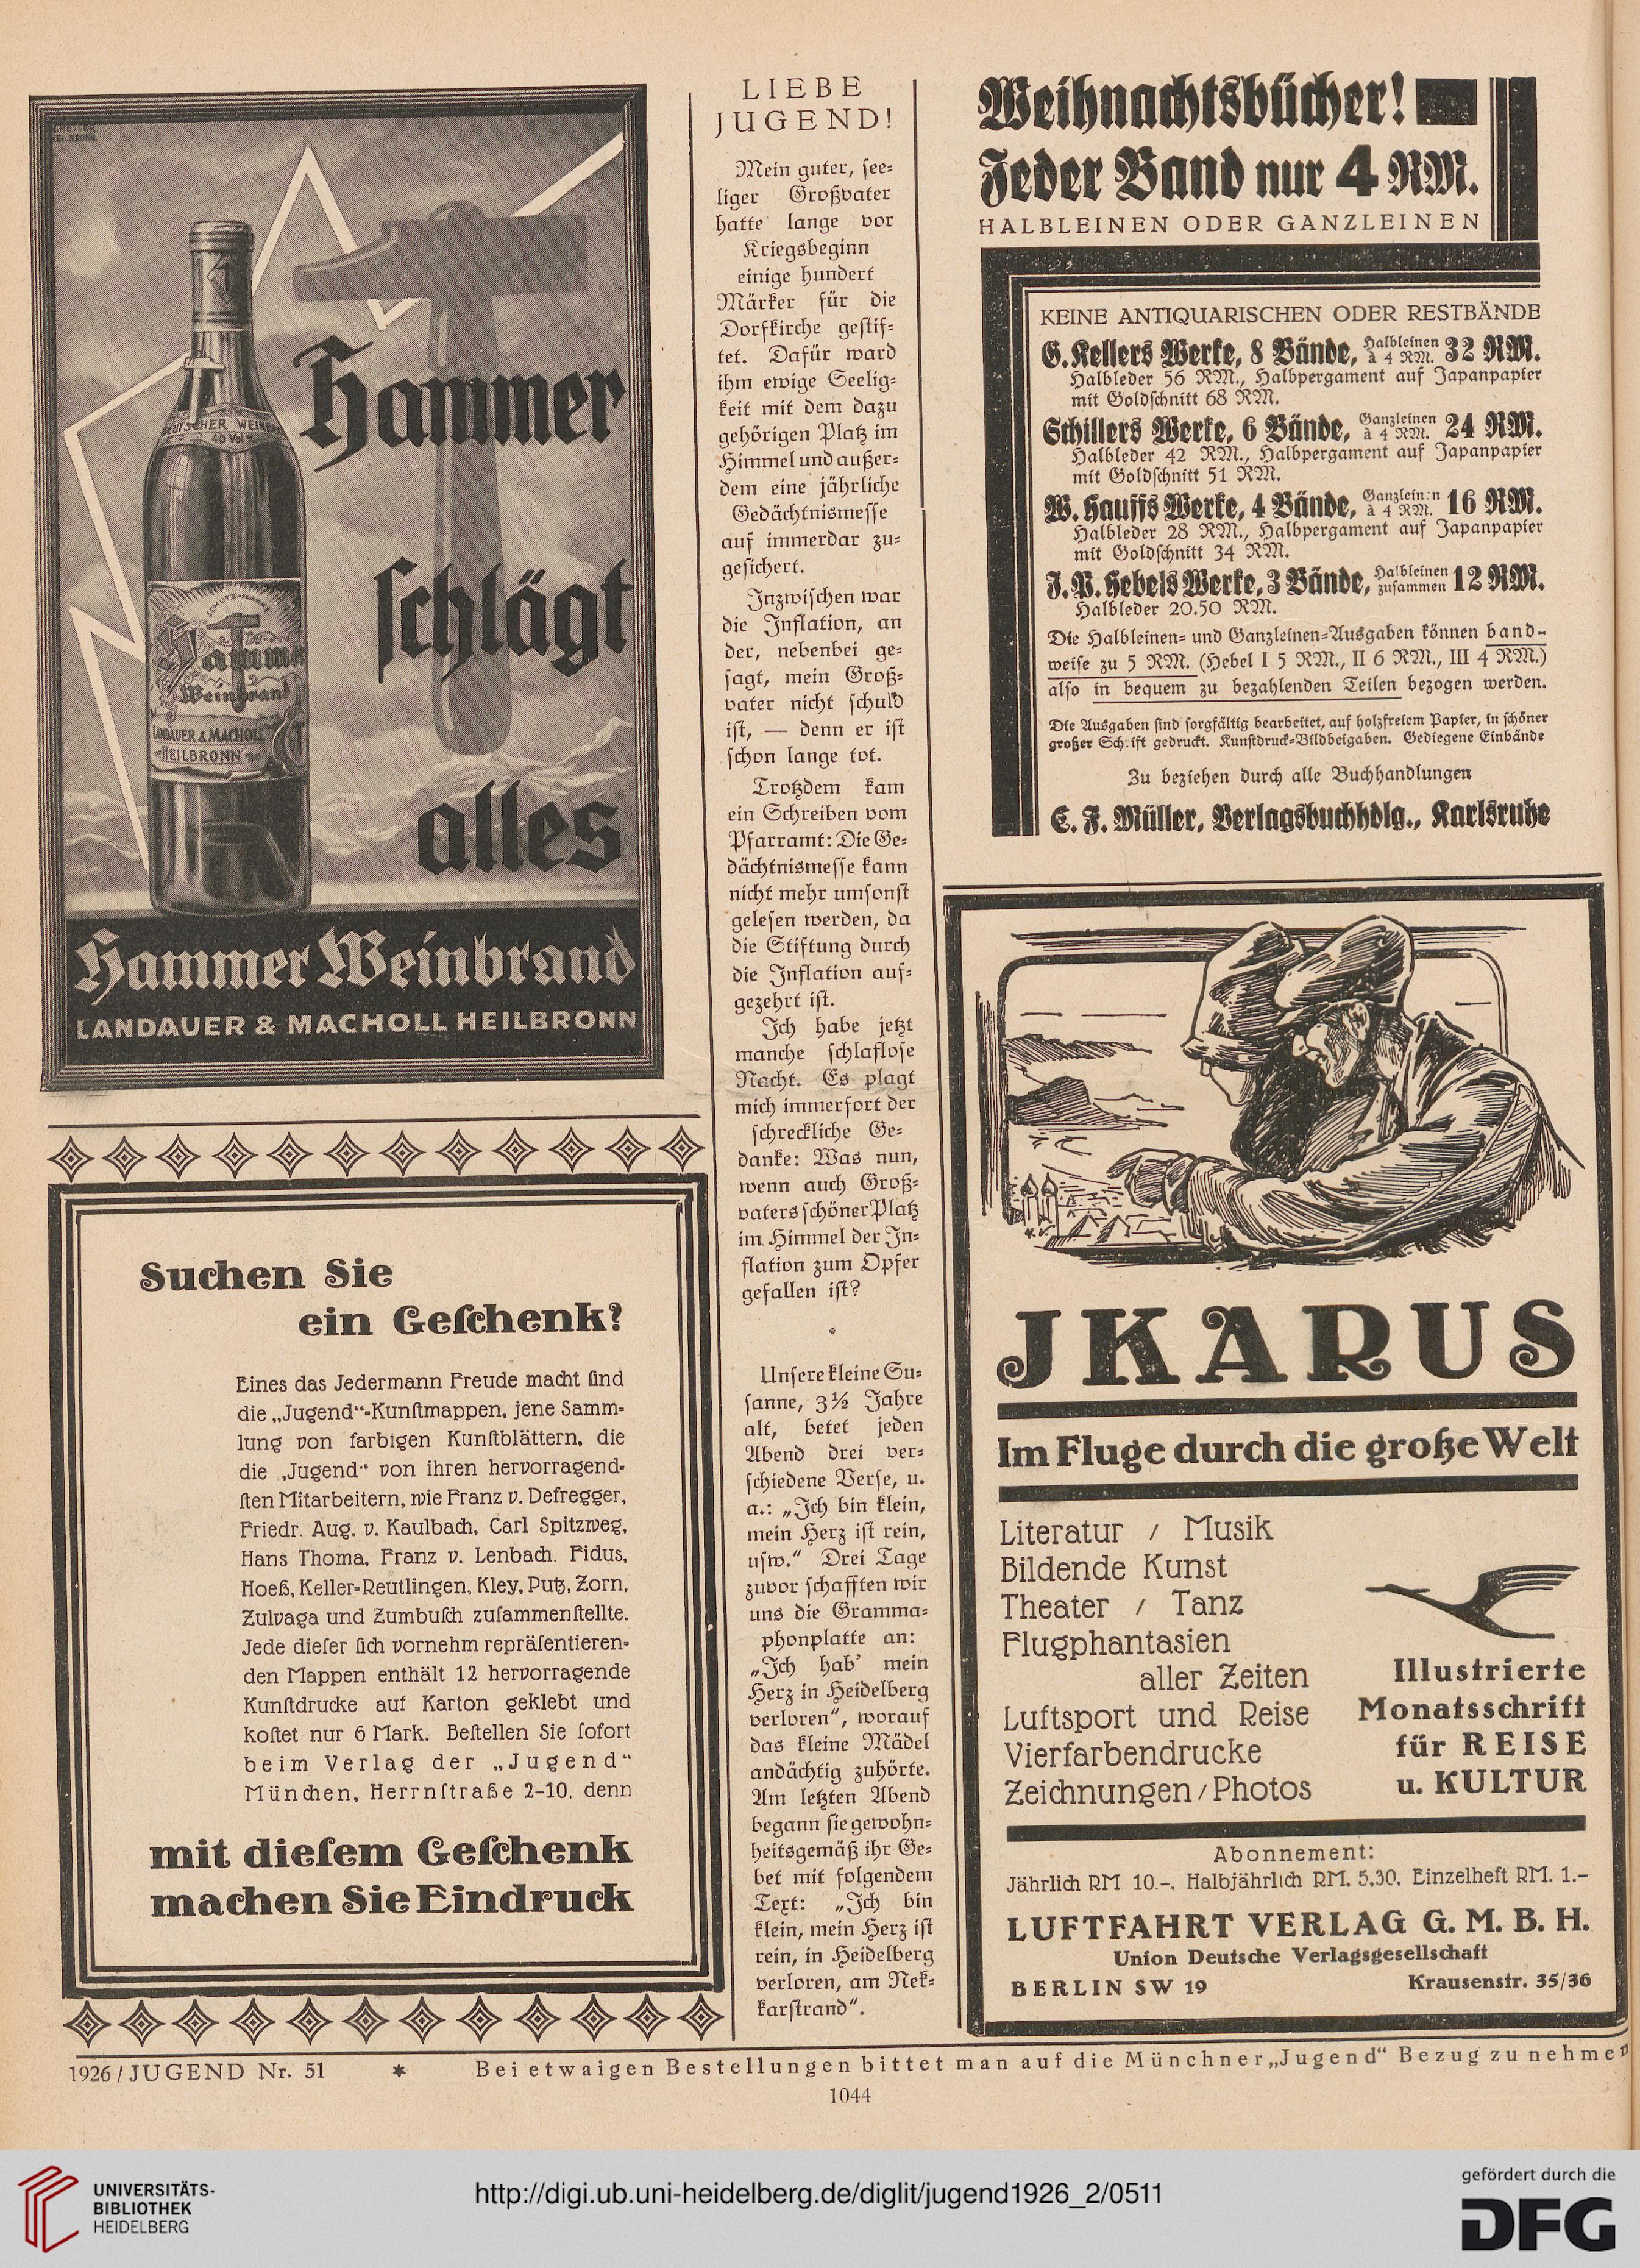 R. MESSER
HEILBRONN
Hammer
schlägt
alles
DEUTSCHER WEINBRAND
40 Vol %
SCHUTZ-MARKE
Hammer
Weinbrand
LANDAUER & MACHOLL
HEILBRONN
Hammer Weinbrand
LANDAUER & MACHOLL HEILBRONN
Suchen Sie
ein Geſchenk?
Eines das Jedermann Freude macht ſind
die „Jugend“-Kunſtmappen, jene Samm-
lung von farbigen Kunſtblättern, die
die „Jugend“ von ihren hervorragend-
ſten Mitarbeitern, wie Franz v. Defregger,
Friedr. Aug. v. Kaulbach, Carl Spitzweg,
Hans Thoma, Franz v. Lenbach. Fidus,
Hoeß, Keller-Reutlingen, Kley, Putz, Zorn,
Zulvaga und Zumbuſch zuſammenſtellte.
Jede dieſer ſich vornehm repräſentieren-
den Mappen enthält 12 hervorragende
Kunſtdrucke auf Karton geklebt und
koſtet nur 6 Mark. Beſtellen Sie ſofort
beim Verlag der „Jugend“
München, Herrnſtraße 2-10, denn
mit dieſem Geſchenk
machen Sie Eindruck
LIEBE
JUGEND!
Mein guter, ſee-
liger Großvater
hatte lange vor
Kriegsbeginn
einige hundert
Märker für die
Dorfkirche geſtif-
tet. Dafür ward
ihm ewige Seelig-
keit mit dem dazu
gehörigen Platz im
Himmel und außer-
dem eine jährliche
Gedächtnismeſſe
auf immerdar zu-
geſichert.
Inzwiſchen war
die Inflation, an
der, nebenbei ge-
ſagt, mein Groß-
vater nicht ſchuld
iſt, — denn er iſt
ſchon lange tot.
Trotzdem kam
ein Schreiben vom
Pfarramt: Die Ge-
dächtnismeſſe kann
nicht mehr umſonſt
geleſen werden, da
die Stiftung durch
die Inflation auf-
gezehrt iſt.
Ich habe jetzt
manche ſchlafloſe
Nacht. Es plagt
mich immerfort der
ſchreckliche Ge-
danke: Was nun,
wenn auch Groß-
vaters ſchöner Platz
im Himmel der In-
flation zum Opfer
gefallen iſt?
*
Unſere kleine Su-
ſanne, 3½ Jahre
alt, betet jeden
Abend drei ver-
ſchiedene Verſe, u.
a.: „Ich bin klein,
mein Herz iſt rein,
uſw.“ Drei Tage
zuvor ſchafften wir
uns die Gramma-
phonplatte an:
„Ich hab' mein
Herz in Heidelberg
verloren“, worauf
das kleine Mädel
andächtig zuhörte.
Am letzten Abend
begann ſie gewohn-
heitsgemäß ihr Ge-
bet mit folgendem
Text: „Ich bin
klein, mein Herz iſt
rein, in Heidelberg
verloren, am Nek-
karſtrand“.
Weihnachtsbücher!
Jeder Band nur 4 RM.
HALBLEINEN ODER GANZLEINEN
KEINE ANTIQUARISCHEN ODER RESTBÄNDE
G. Kellers Werke, 8 Bände, Halbleinen à 4 RM. 32 RM.
Halbleder 56 RM., Halbpergament auf Japanpapier
mit Goldſchnitt 68 RM.
Schillers Werke, 6 Bände, Ganzleinen à 4 RM. 24 RM.
Halbleder 42 RM., Halbpergament auf Japanpapier
mit Goldſchnitt 51 RM.
W. Hauffs Werke, 4 Bände, Ganzleinen à 4 RM. 16 RM.
Halbleder 28 RM., Halbpergament auf Japanpapier
mit Goldſchnitt 34 RM.
J. P. Hebels Werke, 3 Bände, Halbleinen zuſammen 12 RM.
Halbleder 20.50 RM.
Die Halbleinen- und Ganzleinen-Ausgaben können band-
weiſe zu 5 RM. (Hebel I 5 RM., II 6 RM., III 4 RM.)
alſo in bequem zu bezahlenden Teilen bezogen werden.
Die Ausgaben ſind ſorgfältig bearbeitet, auf holzfreiem Papier, in ſchöner
großer Schrift gedruckt. Kunſtdruck-Bildbeigaben. Gediegene Einbände
Zu beziehen durch alle Buchhandlungen
C. F. Müller, Verlagsbuchhdlg., Karlsruhe
JKARUS
Im Fluge durch die große Welt
Literatur / Musik
Bildende Kunst
Theater / Tanz
Flugphantasien
aller Zeiten
Luftsport und Reise
Vierfarbendrucke
Zeichnungen / Photos
Illustrierte
Monatsschrift
für REISE
u. KULTUR
Abonnement:
Jährlich RM 10.-, Halbjährlich RM. 5,30, Einzelheft RM. 1.-
LUFTFAHRT VERLAG G. M. B. H.
Union Deutsche Verlagsgesellschaft
BERLIN SW 19 Krausenstr. 35/36
1926 / JUGEND Nr. 51 * Bei etwaigen Bestellungen bittet man auf die Münchner „Jugend“ Bezug zu nehmen
1044
UNIVERSITÄTS-
BIBLIOTHEK
HEIDELBERG
http://digi.ub.uni-heidelberg.de/diglit/jugend1926_2/0511
gefördert durch die
DFG